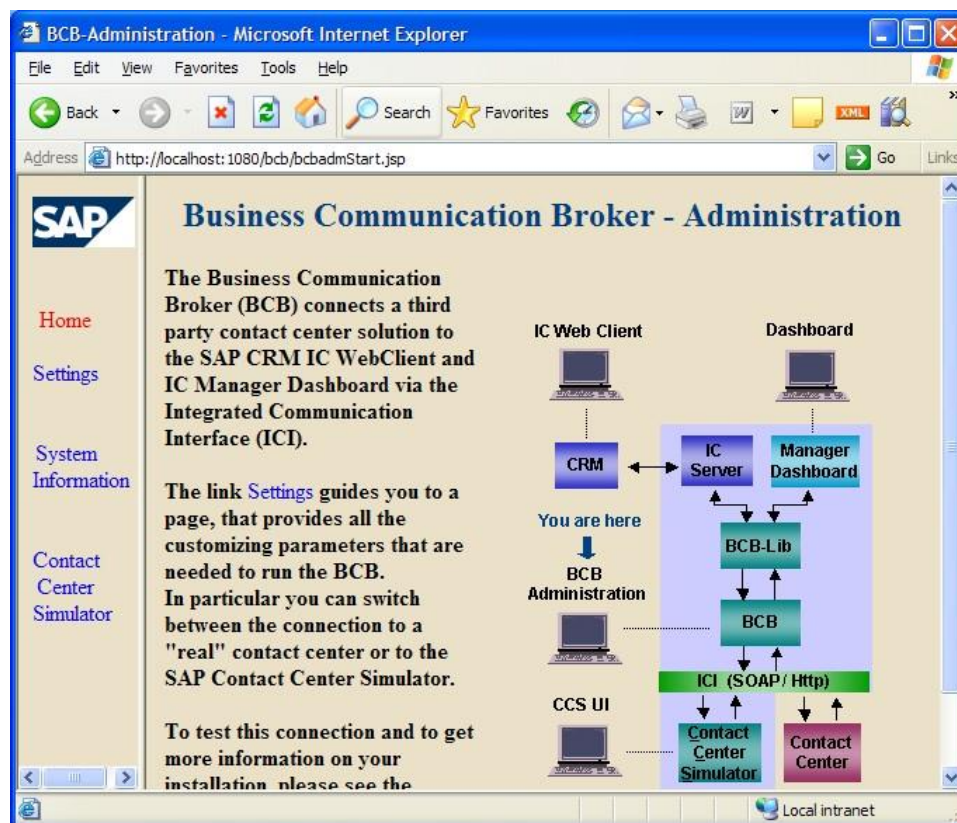 BCB-Administration - Microsoft Internet Explorer
File Edit View Favorites Tools Help
Back Search Favorites W XML »
Address http://localhost:1080/bcb/bcbadmStart.jsp Go Links
SAP
Home
Settings
System
Information
Contact
Center
Simulator
Business Communication Broker - Administration
The Business Communication
Broker (BCB) connects a third
party contact center solution to
the SAP CRM IC WebClient and
IC Manager Dashboard via the
Integrated Communication
Interface (ICI).
The link Settings guides you to a
page, that provides all the
customizing parameters that are
needed to run the BCB.
In particular you can switch
between the connection to a
"real" contact center or to the
SAP Contact Center Simulator.
To test this connection and to get
more information on your
installation, please see the
IC Web Client
Dashboard
CRM
IC
Server
Manager
Dashboard
You are here
BCB-Lib
BCB
Administration
BCB
ICI (SOAP/ Http)
CCS UI
Contact
Center
Simulator
Contact
Center
Local intranet